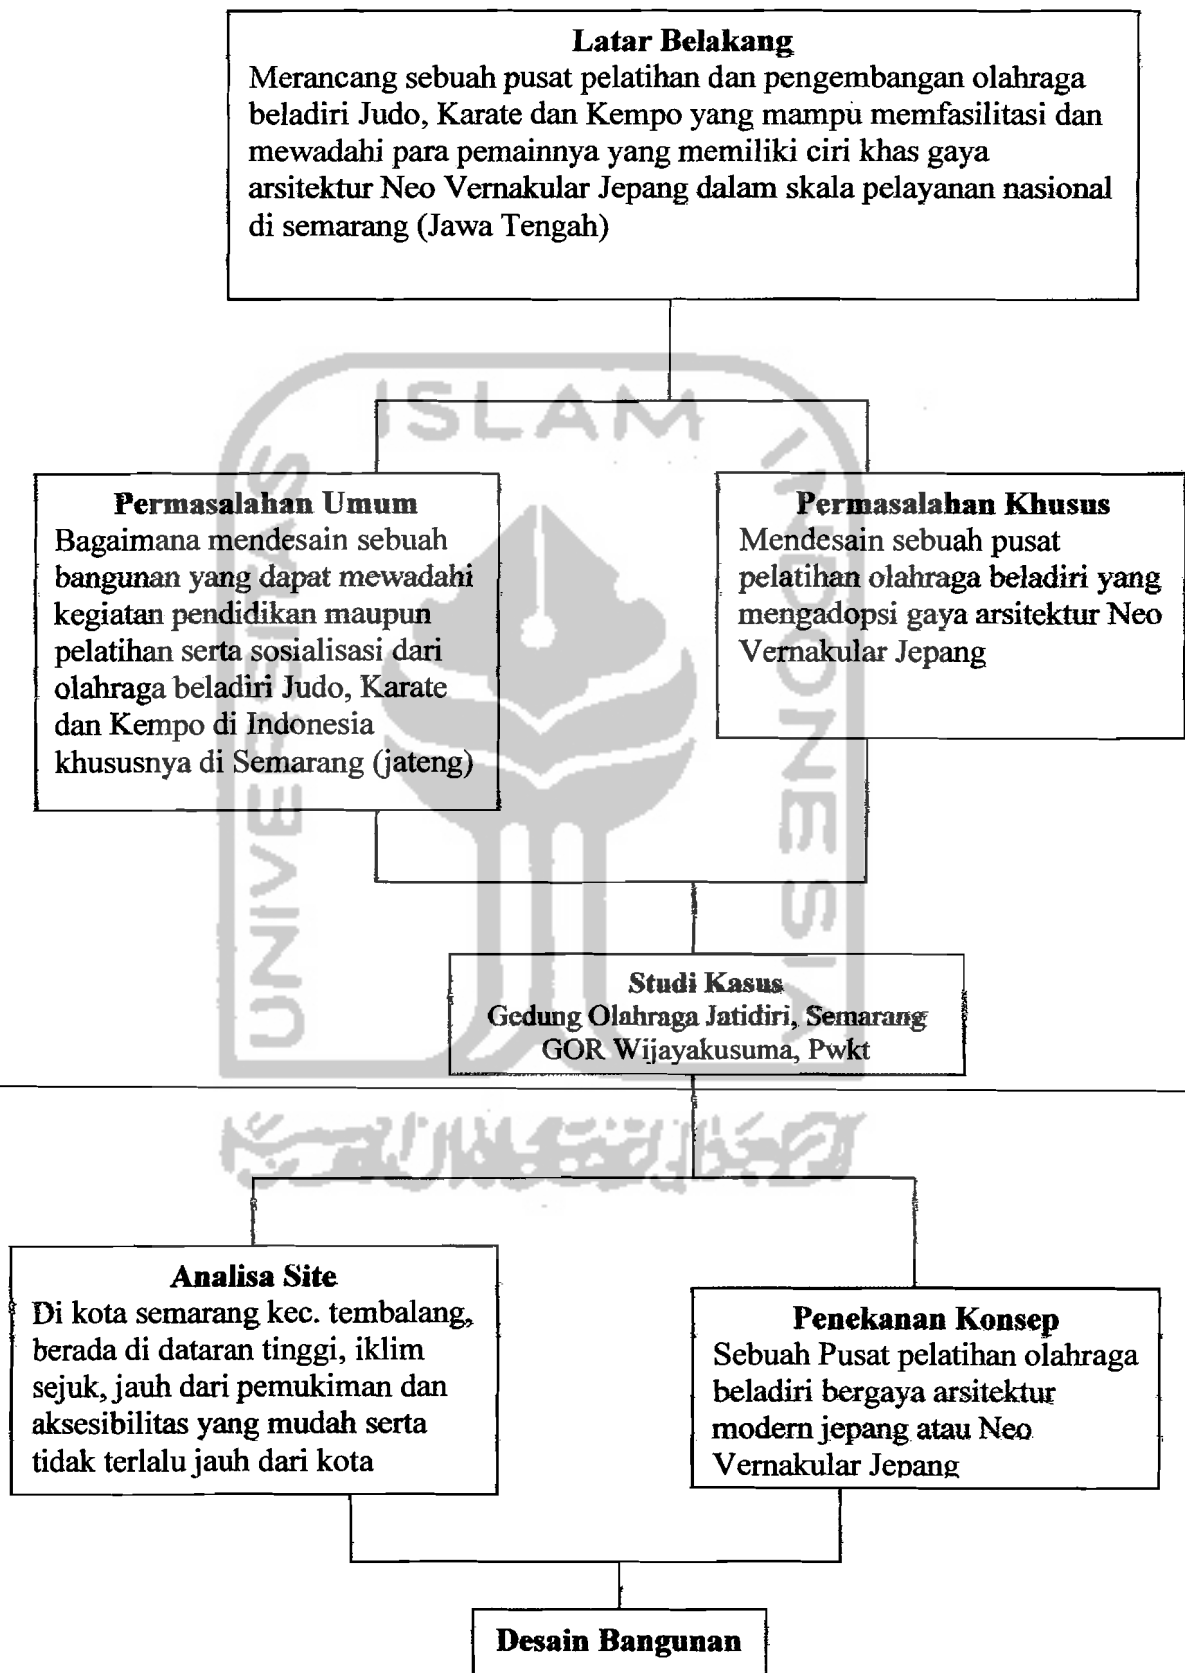 Latar Belakang
Merancang sebuah pusat pelatihan dan pengembangan olahraga
beladiri Judo, Karate dan Kempo yang mampu memfasilitasi dan
mewadahi para pemainnya yang memiliki ciri khas gaya
arsitektur Neo Vernakular Jepang dalam skala pelayanan nasional
di semarang (Jawa Tengah)
ISLAM
UNIVERSITAS
INDONESIA
Permasalahan Umum
Bagaimana mendesain sebuah
bangunan yang dapat mewadahi
kegiatan pendidikan maupun
pelatihan serta sosialisasi dari
olahraga beladiri Judo, Karate
dan Kempo di Indonesia
khususnya di Semarang (jateng)
Permasalahan Khusus
Mendesain sebuah pusat
pelatihan olahraga beladiri yang
mengadopsi gaya arsitektur Neo
Vernakular Jepang
Studi Kasus
Gedung Olahraga Jatidiri, Semarang
GOR Wijayakusuma, Pwkt
Analisa Site
Di kota semarang kec. tembalang,
berada di dataran tinggi, iklim
sejuk, jauh dari pemukiman dan
aksesibilitas yang mudah serta
tidak terlalu jauh dari kota
Penekanan Konsep
Sebuah Pusat pelatihan olahraga
beladiri bergaya arsitektur
modern jepang atau Neo
Vernakular Jepang
Desain Bangunan